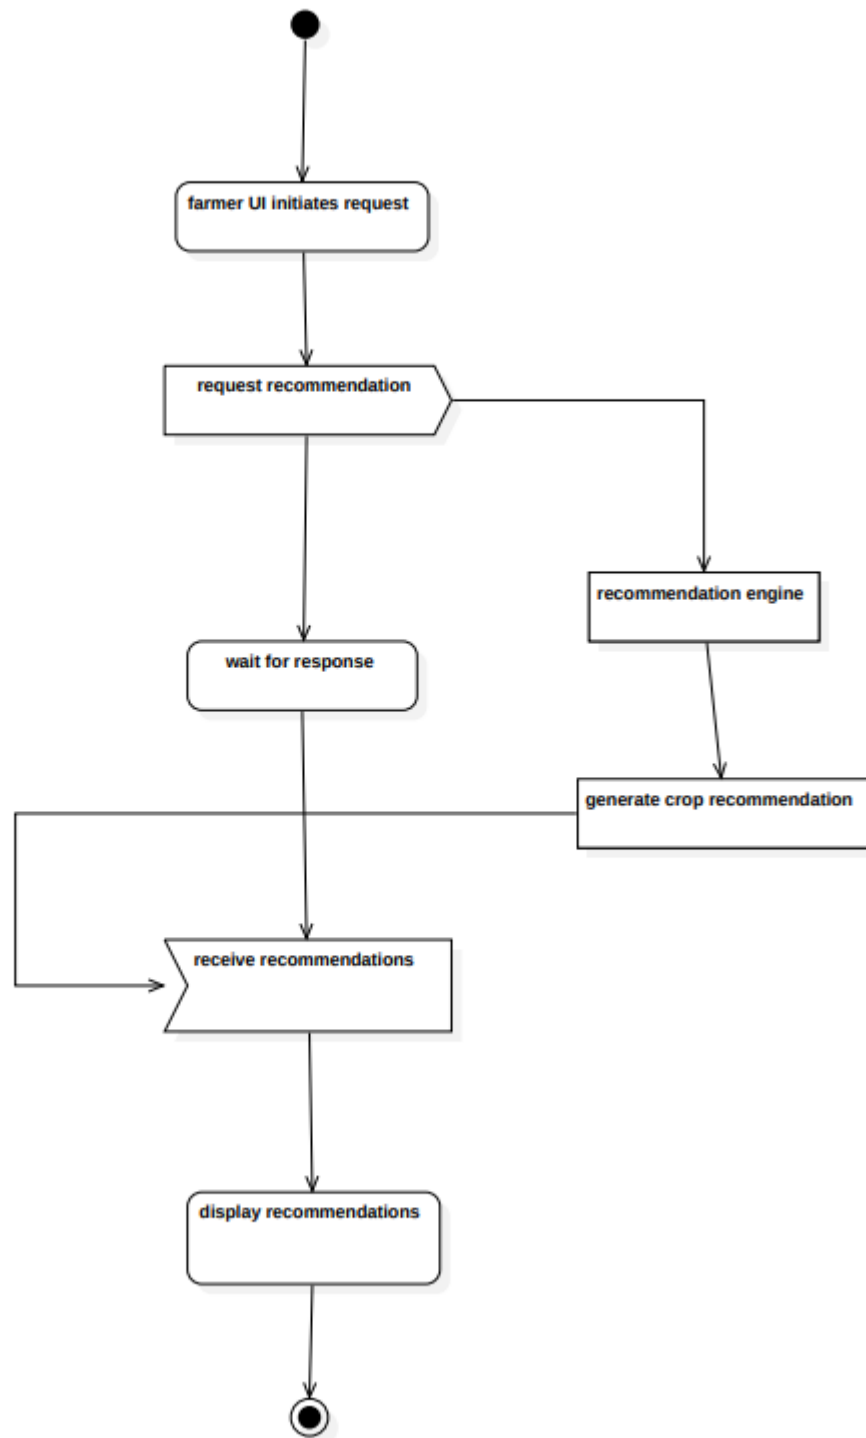 farmer UI initiates request
request recommendation
recommendation engine
wait for response
generate crop recommendation
receive recommendations
display recommendations